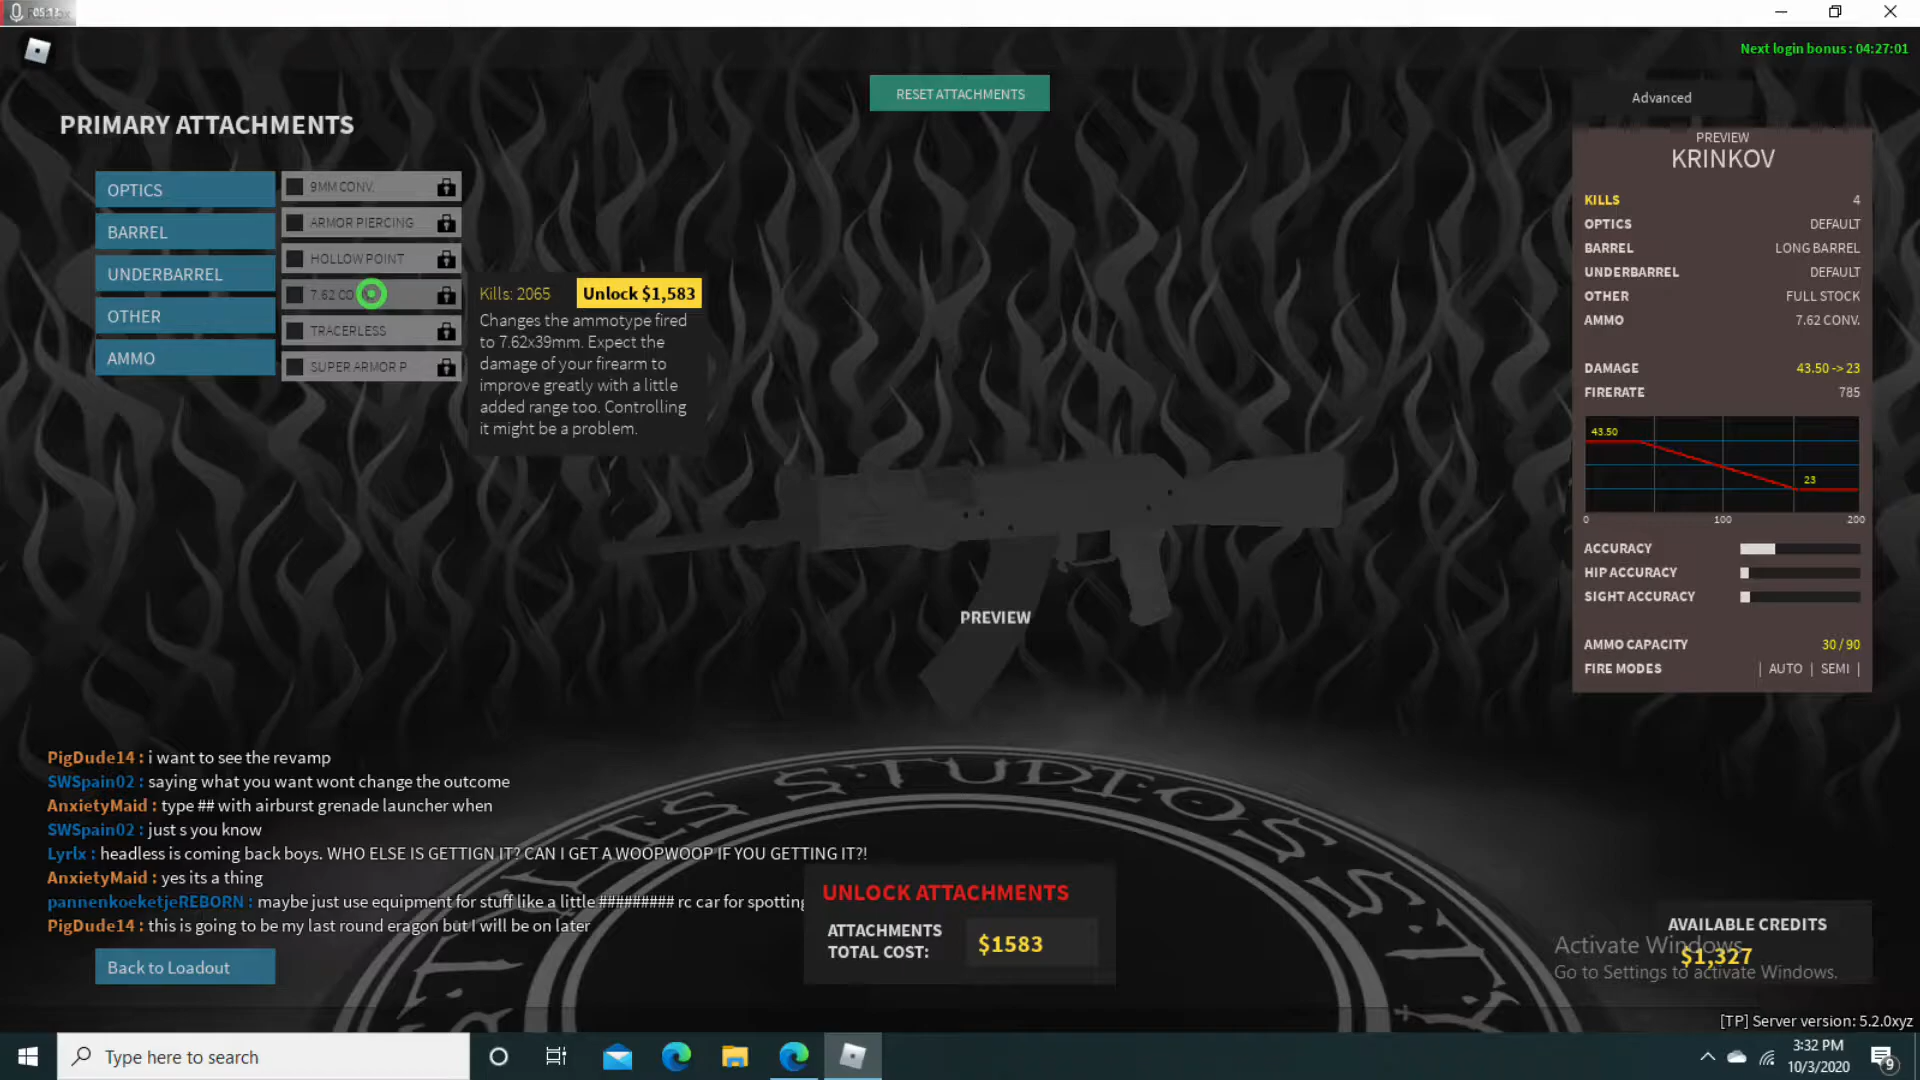 05:13
Next login bonus : 04:27:01
RESET ATTACHMENTS
PRIMARY ATTACHMENTS
OPTICS
BARREL
UNDERBARREL
OTHER
AMMO
9MM CONV.
ARMOR PIERCING
HOLLOW POINT
7.62 CO
TRACERLESS
SUPER ARMOR P
Kills: 2065
Unlock $1,583
Changes the ammotype fired
to 7.62x39mm. Expect the
damage of your firearm to
improve greatly with a little
added range too. Controlling
it might be a problem.
PREVIEW
Advanced
PREVIEW
KRINKOV
KILLS 4
OPTICS DEFAULT
BARREL LONG BARREL
UNDERBARREL DEFAULT
OTHER FULL STOCK
AMMO 7.62 CONV.
DAMAGE 43.50 -> 23
FIRERATE 785
43.50
23
0 100 200
ACCURACY
HIP ACCURACY
SIGHT ACCURACY
AMMO CAPACITY 30 / 90
FIRE MODES | AUTO | SEMI |
PigDude14 : i want to see the revamp
SWSpain02 : saying what you want wont change the outcome
AnxietyMaid : type ## with airburst grenade launcher when
SWSpain02 : just s you know
Lyrlx : headless is coming back boys. WHO ELSE IS GETTIGN IT? CAN I GET A WOOPWOOP IF YOU GETTING IT?!
AnxietyMaid : yes its a thing
pannenkoeketjeREBORN : maybe just use equipment for stuff like a little ######### rc car for spotting
PigDude14 : this is going to be my last round eragon but I will be on later
Back to Loadout
STUDIOS
UNLOCK ATTACHMENTS
ATTACHMENTS
TOTAL COST:
$1583
AVAILABLE CREDITS
$1,327
Activate Windows
Go to Settings to activate Windows.
[TP] Server version: 5.2.0xyz
Type here to search
3:32 PM
10/3/2020
9